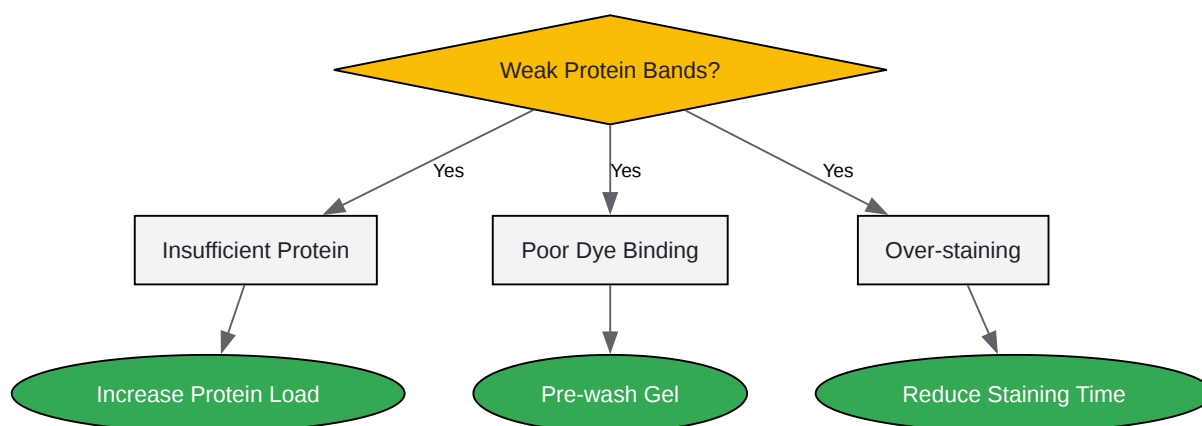 Weak Protein Bands?
Yes
Yes
Yes
Insufficient Protein
Poor Dye Binding
Over-staining
Increase Protein Load
Pre-wash Gel
Reduce Staining Time